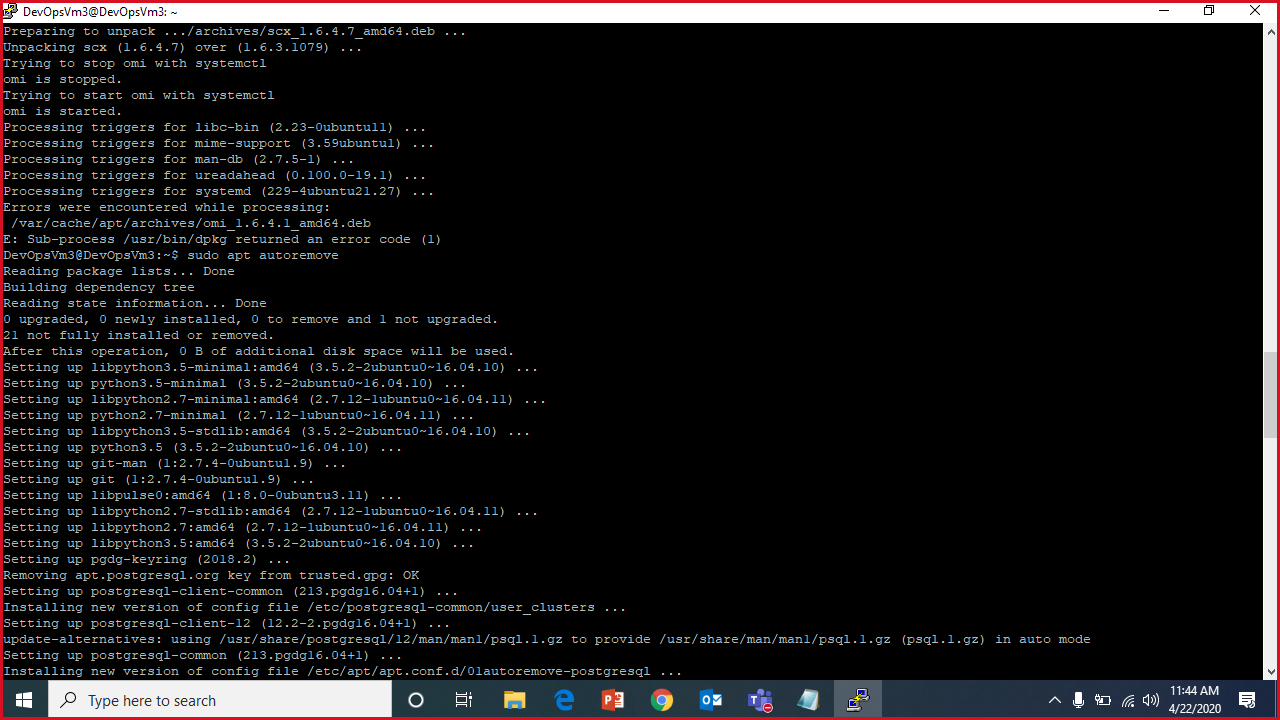 DevOpsVm3@DevOpsVm3: ~
Preparing to unpack .../archives/scx_1.6.4.7_amd64.deb ...
Unpacking scx (1.6.4.7) over (1.6.3.1079) ...
Trying to stop omi with systemctl
omi is stopped.
Trying to start omi with systemctl
omi is started.
Processing triggers for libc-bin (2.23-0ubuntu11) ...
Processing triggers for mime-support (3.59ubuntu1) ...
Processing triggers for man-db (2.7.5-1) ...
Processing triggers for ureadahead (0.100.0-19.1) ...
Processing triggers for systemd (229-4ubuntu21.27) ...
Errors were encountered while processing:
 /var/cache/apt/archives/omi_1.6.4.1_amd64.deb
E: Sub-process /usr/bin/dpkg returned an error code (1)
DevOpsVm3@DevOpsVm3:~$ sudo apt autoremove
Reading package lists... Done
Building dependency tree
Reading state information... Done
0 upgraded, 0 newly installed, 0 to remove and 1 not upgraded.
21 not fully installed or removed.
After this operation, 0 B of additional disk space will be used.
Setting up libpython3.5-minimal:amd64 (3.5.2-2ubuntu0~16.04.10) ...
Setting up python3.5-minimal (3.5.2-2ubuntu0~16.04.10) ...
Setting up libpython2.7-minimal:amd64 (2.7.12-1ubuntu0~16.04.11) ...
Setting up python2.7-minimal (2.7.12-1ubuntu0~16.04.11) ...
Setting up libpython3.5-stdlib:amd64 (3.5.2-2ubuntu0~16.04.10) ...
Setting up python3.5 (3.5.2-2ubuntu0~16.04.10) ...
Setting up git-man (1:2.7.4-0ubuntu1.9) ...
Setting up git (1:2.7.4-0ubuntu1.9) ...
Setting up libpulse0:amd64 (1:8.0-0ubuntu3.11) ...
Setting up libpython2.7-stdlib:amd64 (2.7.12-1ubuntu0~16.04.11) ...
Setting up libpython2.7:amd64 (2.7.12-1ubuntu0~16.04.11) ...
Setting up libpython3.5:amd64 (3.5.2-2ubuntu0~16.04.10) ...
Setting up pgdg-keyring (2018.2) ...
Removing apt.postgresql.org key from trusted.gpg: OK
Setting up postgresql-client-common (213.pgdg16.04+1) ...
Installing new version of config file /etc/postgresql-common/user_clusters ...
Setting up postgresql-client-12 (12.2-2.pgdg16.04+1) ...
update-alternatives: using /usr/share/postgresql/12/man/man1/psql.1.gz to provide /usr/share/man/man1/psql.1.gz (psql.1.gz) in auto mode
Setting up postgresql-common (213.pgdg16.04+1) ...
Installing new version of config file /etc/apt/apt.conf.d/01autoremove-postgresql ...
Type here to search
11:44 AM
4/22/2020